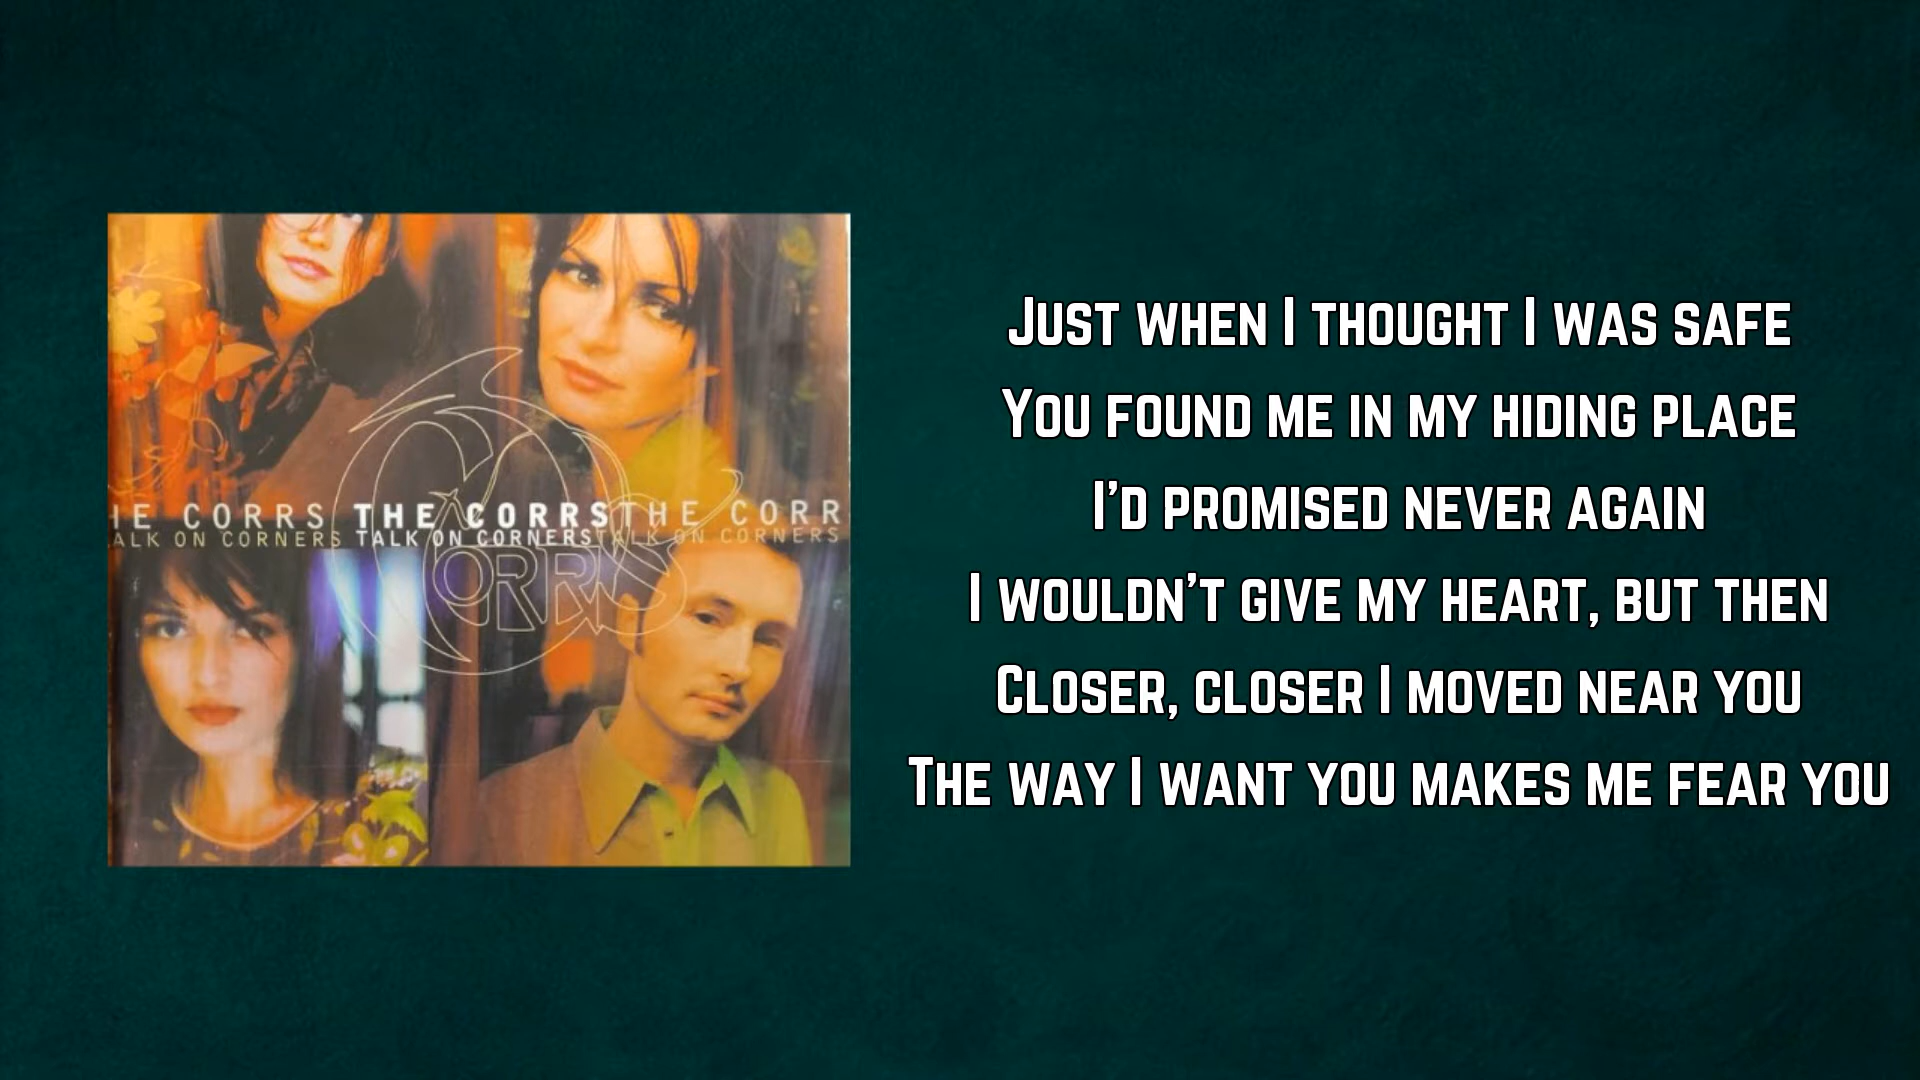 HE CORRS THE CORRS THE CORR
ALK ON CORNERS TALK ON CORNERS TALK ON CORNERS
CORRS
Just when I thought I was safe
You found me in my hiding place
I'd promised never again
I wouldn't give my heart, but then
Closer, closer I moved near you
The way I want you makes me fear you